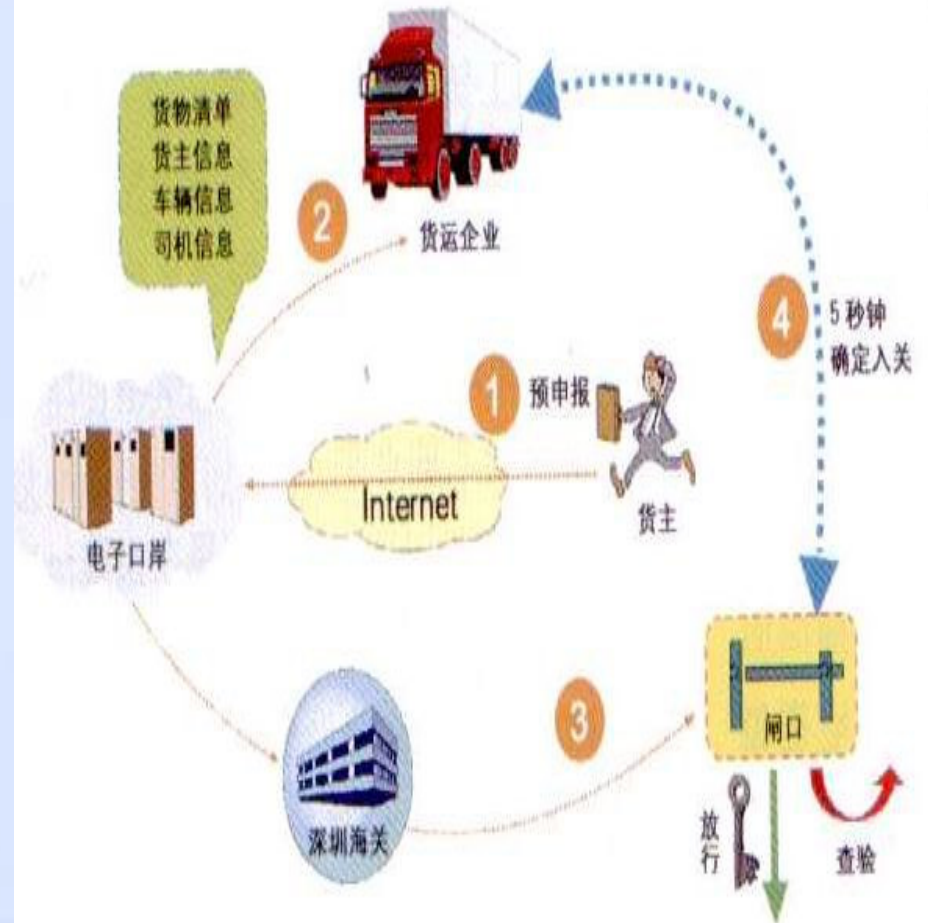 货物清单
货主信息
车辆信息
司机信息
2
货运企业
4
5秒钟
确定入关
1
预申报
Internet
货主
电子口岸
3
闸口
深圳海关
放行
查验